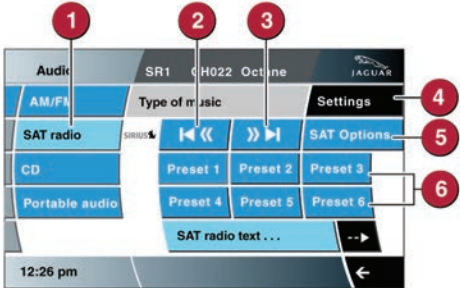 1
2
3
Audio
SR1 CH022 Octane
JAGUAR
AM/FM
Type of music
Settings
4
SAT radio
SIRIUS
SAT Options
5
CD
Preset 1
Preset 2
Preset 3
6
Portable audio
Preset 4
Preset 5
Preset 6
SAT radio text . . .
12:26 pm